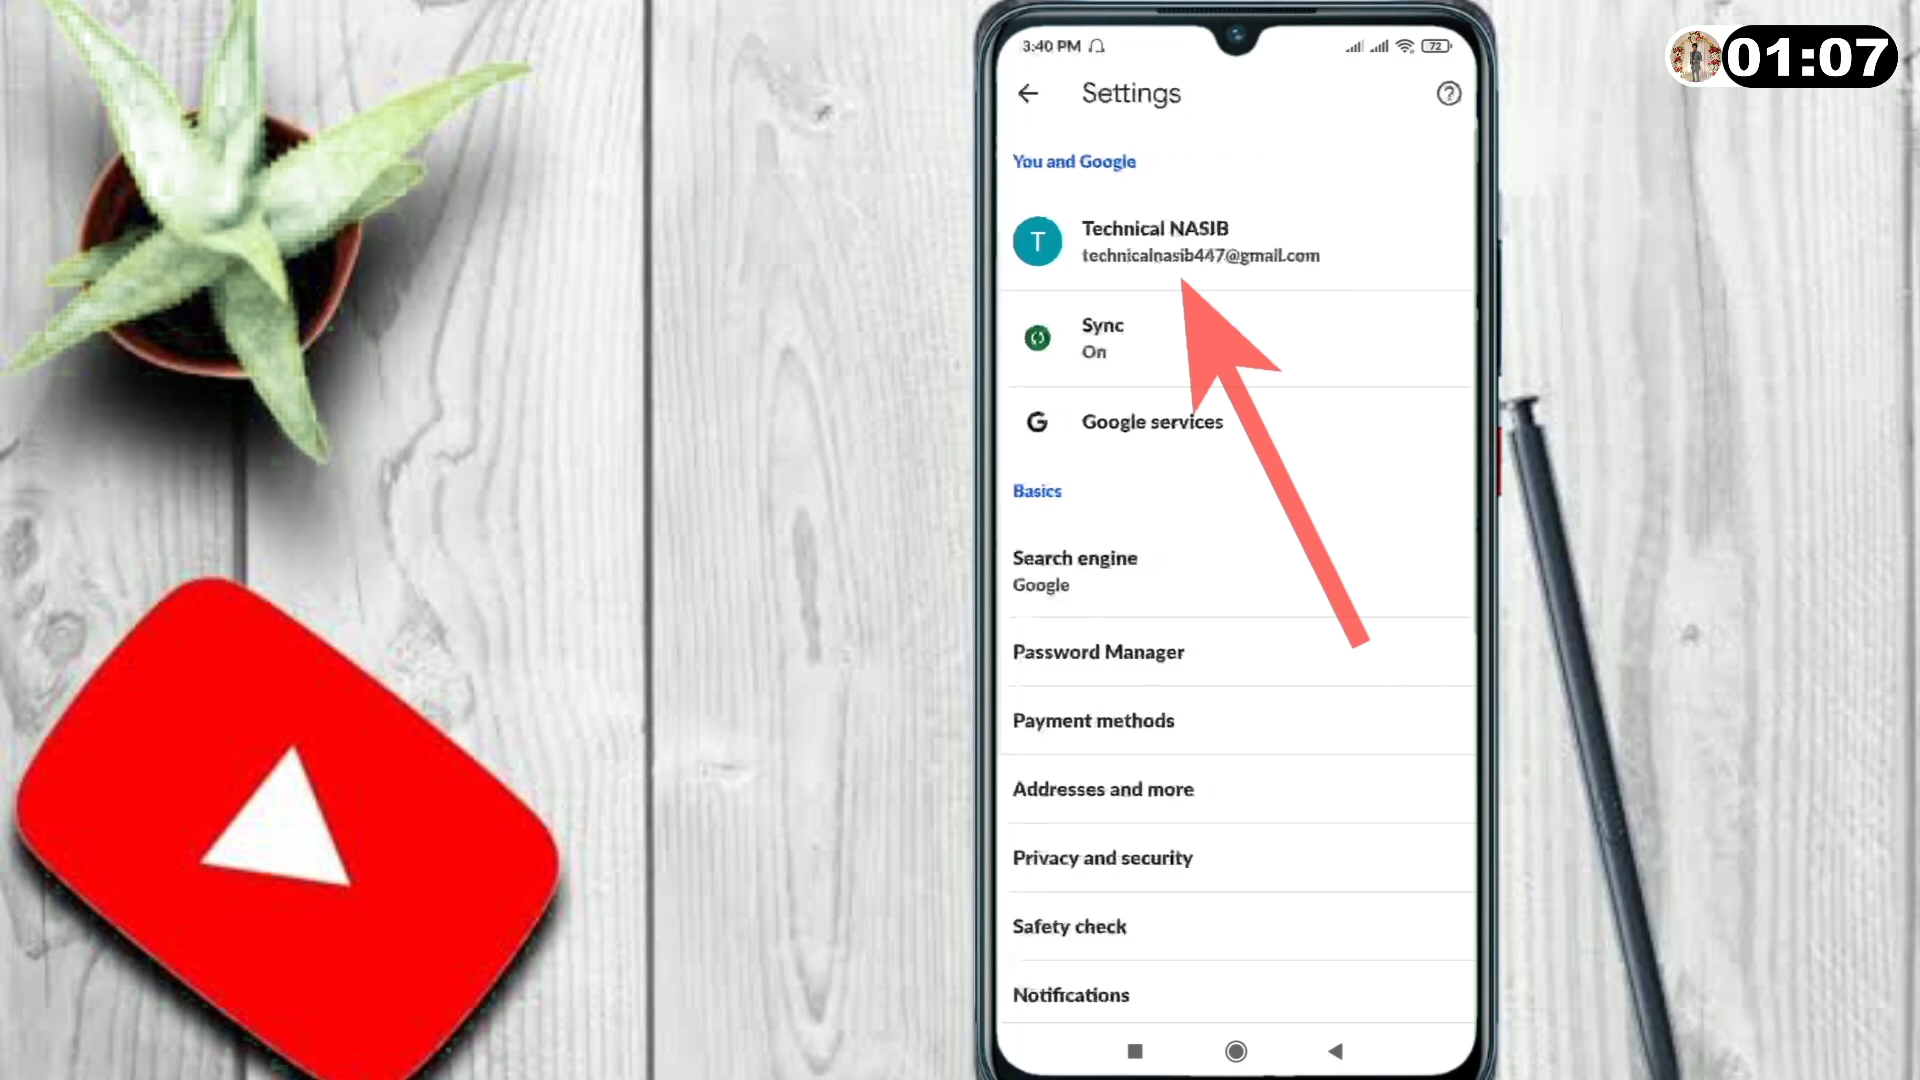 01:07
3:40 PM
72
Settings
You and Google
T
Technical NASIB
technicalnasib447@gmail.com
Sync
On
G
Google services
Basics
Search engine
Google
Password Manager
Payment methods
Addresses and more
Privacy and security
Safety check
Notifications